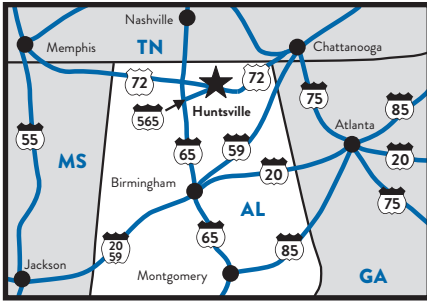 Nashville
TN
Memphis
Chattanooga
72
72
565
Huntsville
75
85
55
Atlanta
MS
65
59
20
20
Birmingham
75
AL
20
59
65
85
Jackson
Montgomery
GA